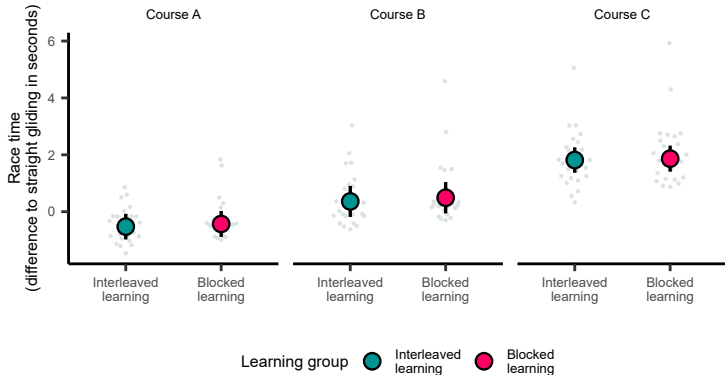 Course A
Course B
Course C
Race time
(difference to straight gliding in seconds)
6
4
2
0
Interleaved
learning
Blocked
learning
Interleaved
learning
Blocked
learning
Interleaved
learning
Blocked
learning
Learning group
Interleaved
learning
Blocked
learning